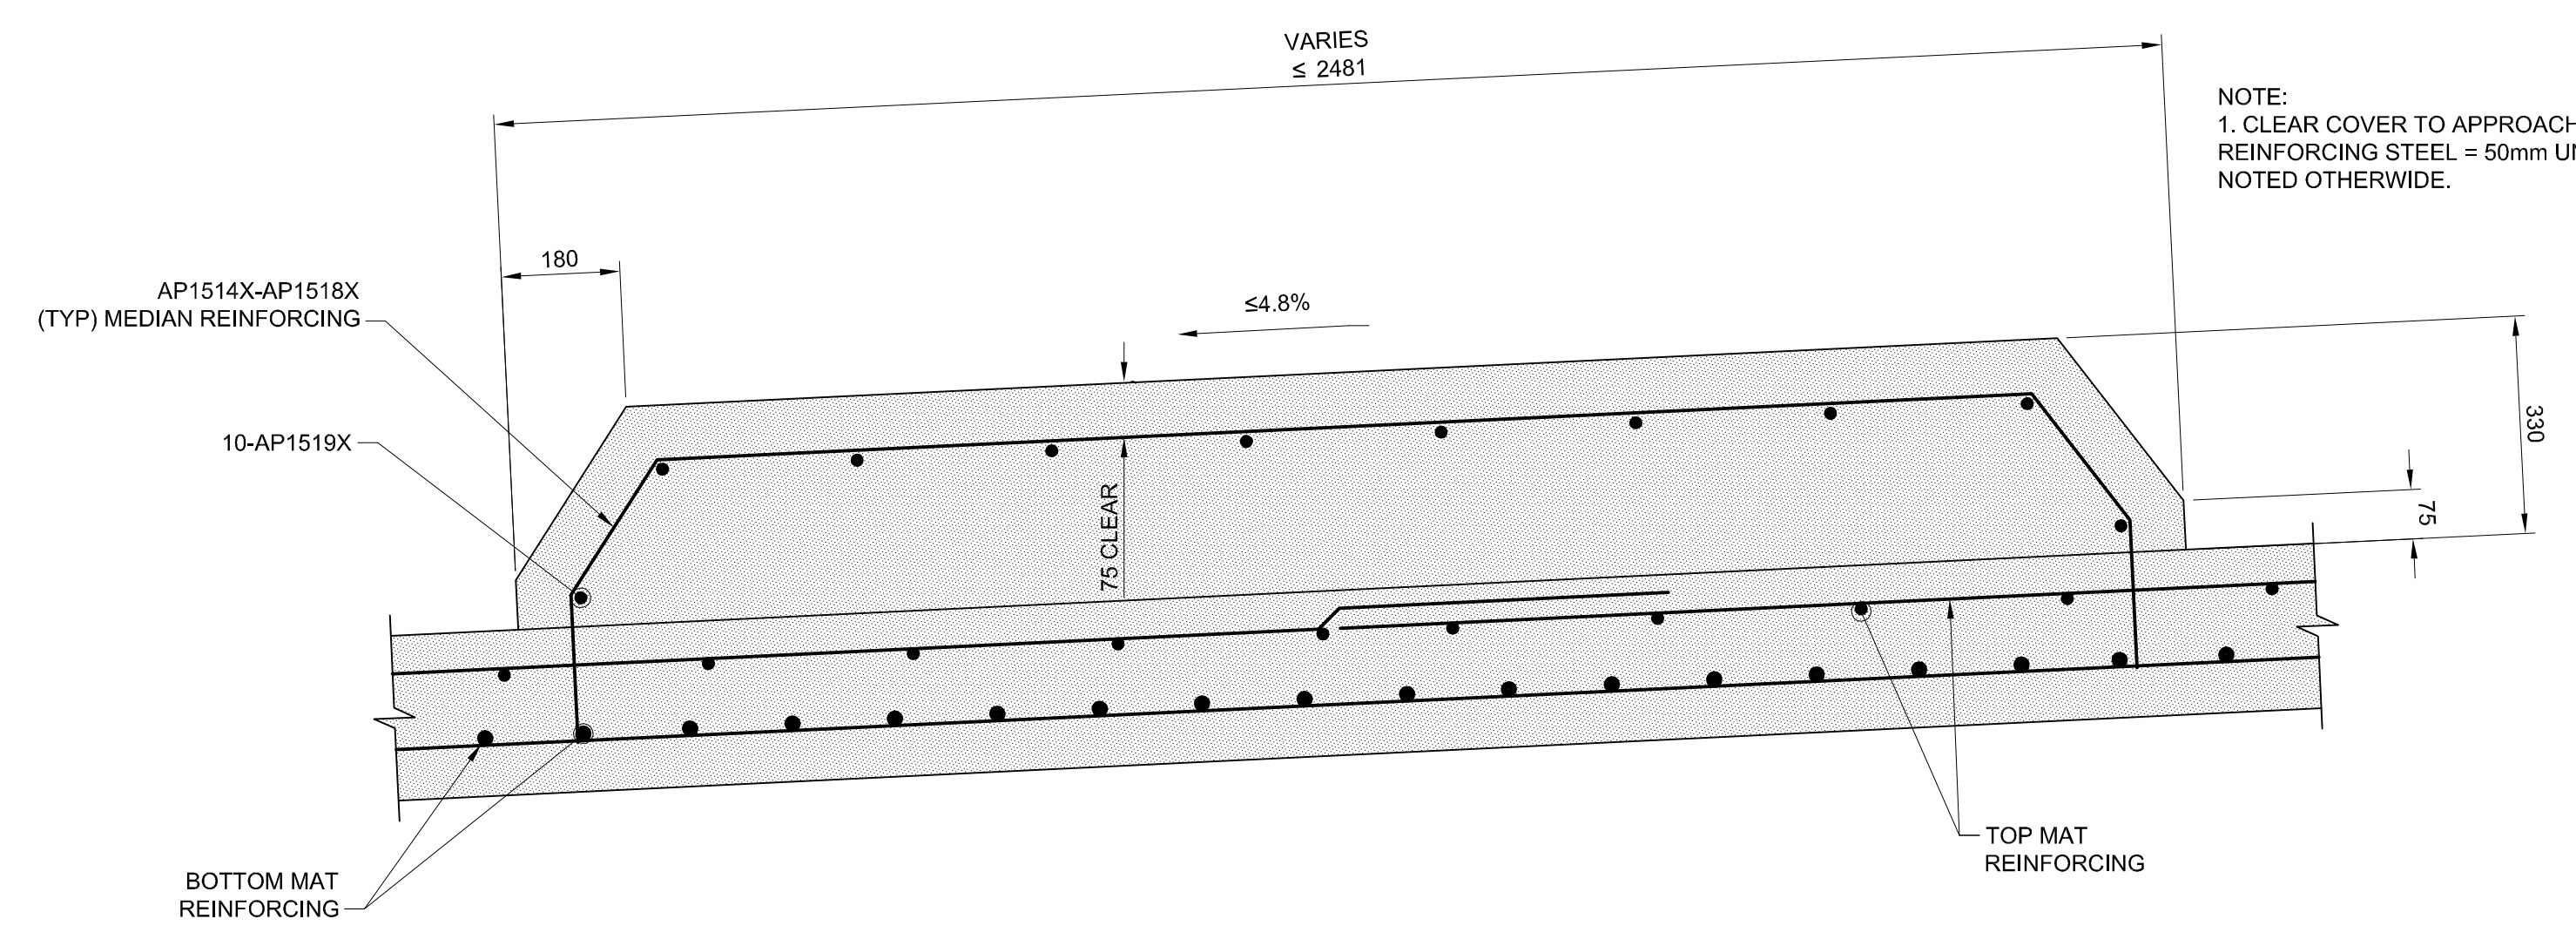 VARIES
≤ 2481
NOTE:
1. CLEAR COVER TO APPROACH
REINFORCING STEEL = 50mm
NOTED OTHERWIDE.
180
AP1514X-AP1518X
(TYP) MEDIAN REINFORCING
≤4.8%
10-AP1519X
330
75
75 CLEAR
TOP MAT
REINFORCING
BOTTOM MAT
REINFORCING